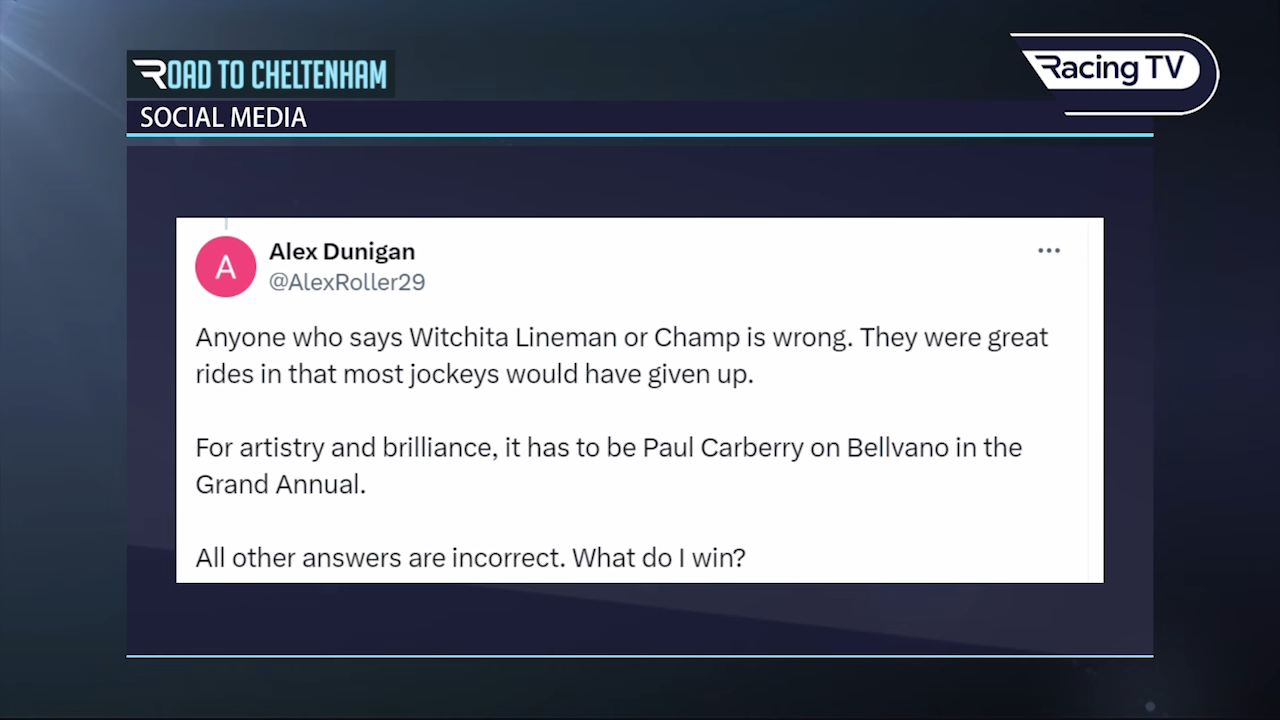 ROAD TO CHELTENHAM
Racing TV
SOCIAL MEDIA
A
Alex Dunigan
@AlexRoller29
Anyone who says Witchita Lineman or Champ is wrong. They were great
rides in that most jockeys would have given up.
For artistry and brilliance, it has to be Paul Carberry on Bellvano in the
Grand Annual.
All other answers are incorrect. What do I win?